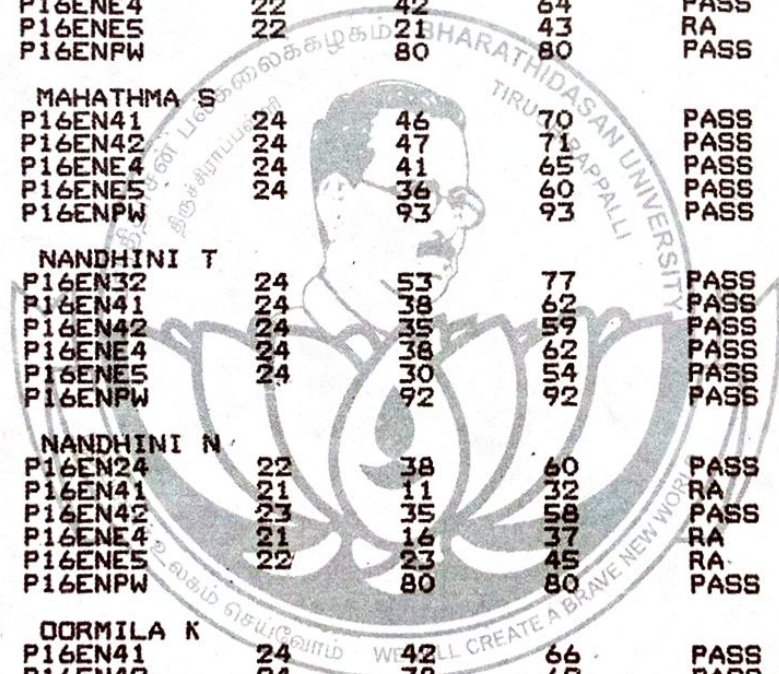 P16ENE4 22 42 64 PASS
P16ENE5 22 21 43 RA
P16ENPW 80 80 PASS
MAHATHMA S
P16EN41 24 46 70 PASS
P16EN42 24 47 71 PASS
P16ENE4 24 41 65 PASS
P16ENE5 24 36 60 PASS
P16ENPW 93 93 PASS
NANDHINI T
P16EN32 24 53 77 PASS
P16EN41 24 38 62 PASS
P16EN42 24 35 59 PASS
P16ENE4 24 38 62 PASS
P16ENE5 24 30 54 PASS
P16ENPW 92 92 PASS
NANDHINI N
P16EN24 22 38 60 PASS
P16EN41 21 11 32 RA
P16EN42 23 35 58 PASS
P16ENE4 21 16 37 RA
P16ENE5 22 23 45 RA
P16ENPW 80 80 PASS
OORMILA K
P16EN41 24 42 66 PASS
BHARATHIDASAN UNIVERSITY
TIRUCHIRAPPALLI
திருச்சிராப்பள்ளி
உலகம் செய்வோம்
WE WILL CREATE A BRAVE NEW WORLD